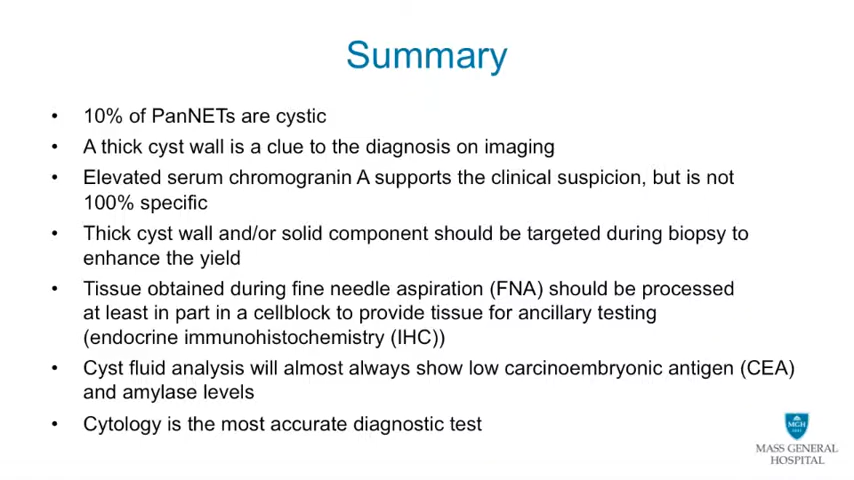 Summary
• 10% of PanNETs are cystic
• A thick cyst wall is a clue to the diagnosis on imaging
• Elevated serum chromogranin A supports the clinical suspicion, but is not
100% specific
• Thick cyst wall and/or solid component should be targeted during biopsy to
enhance the yield
• Tissue obtained during fine needle aspiration (FNA) should be processed
at least in part in a cellblock to provide tissue for ancillary testing
(endocrine immunohistochemistry (IHC))
• Cyst fluid analysis will almost always show low carcinoembryonic antigen (CEA)
and amylase levels
• Cytology is the most accurate diagnostic test
MGH
1811
MASS GENERAL
HOSPITAL